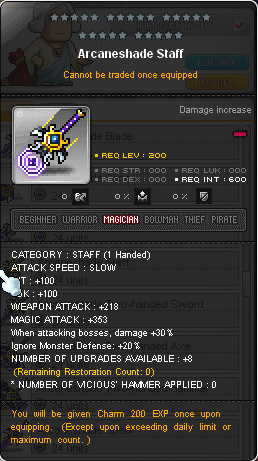 Arcaneshade Staff
Cannot be traded once equipped
Damage increase
REQ LEV : 200
REQ STR : 000 REQ LUK : 000
REQ DEX : 000 REQ INT : 600
0 0% 0%
BEGINNER WARRIOR MAGICIAN BOWMAN THIEF PIRATE
CATEGORY : STAFF (1 Handed)
ATTACK SPEED : SLOW
: +100
: +100
WEAPON ATTACK : +218
MAGIC ATTACK : +353
When attacking bosses, damage +30%
Ignore Monster Defense: +20%
NUMBER OF UPGRADES AVAILABLE : +8
(Remaining Restoration Count: 0)
* NUMBER OF VICIOUS' HAMMER APPLIED : 0
You will be given Charm 200 EXP once upon
equipping. (Except upon exceeding daily limit or
maximum count. )